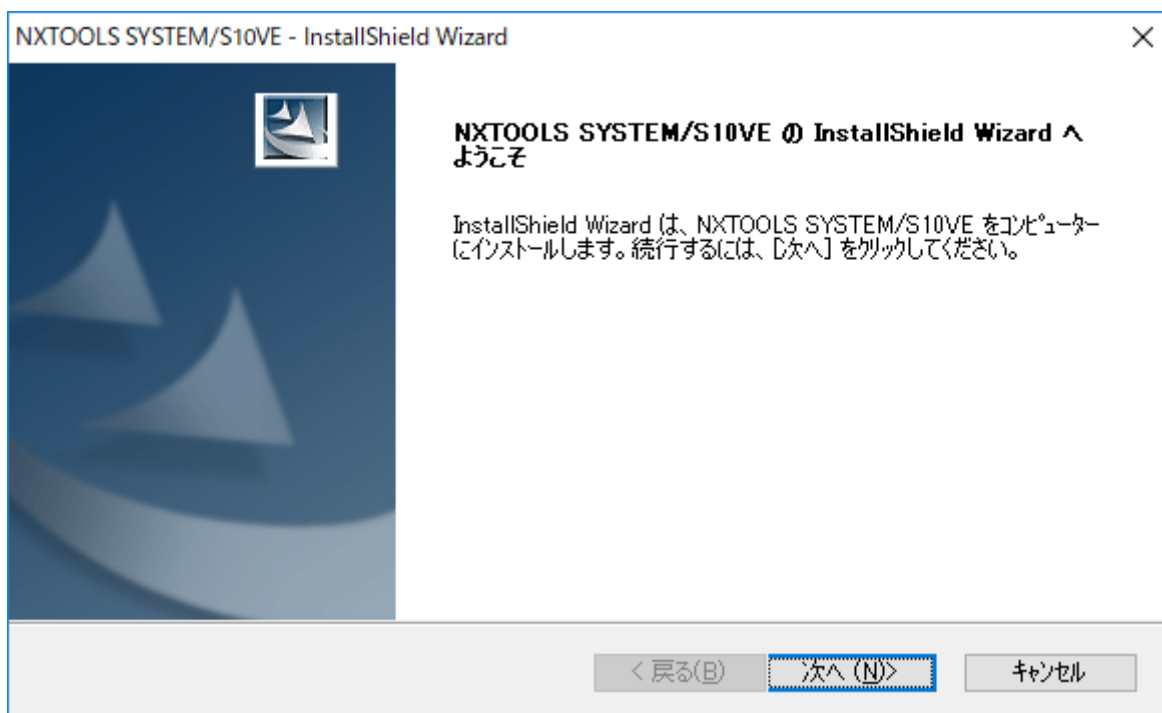 NXTOOLS SYSTEM/S10VE - InstallShield Wizard
NXTOOLS SYSTEM/S10VE の InstallShield Wizard へ
ようこそ
InstallShield Wizard は、NXTOOLS SYSTEM/S10VE をコンピューター
にインストールします。続行するには、[次へ] をクリックしてください。
< 戻る(B)
次へ (N)>
キャンセル